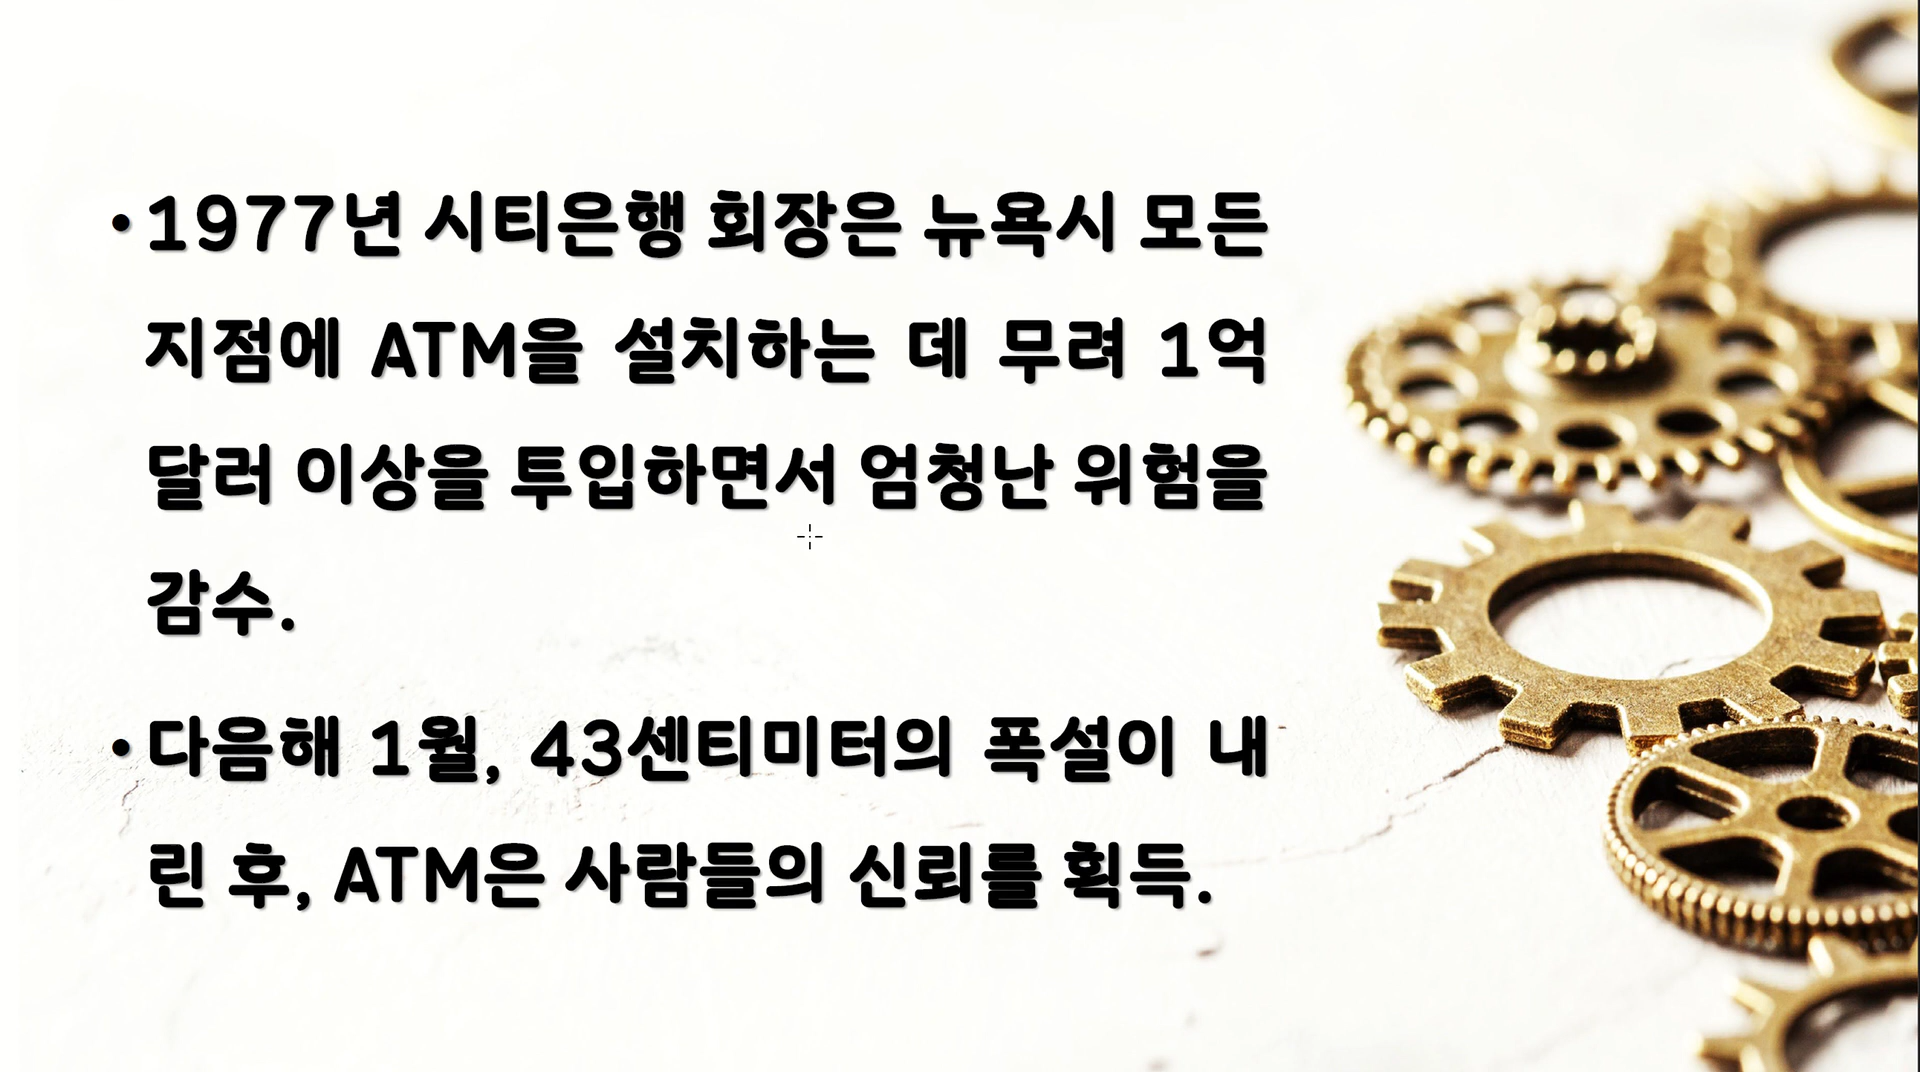 • 1977년 시티은행 회장은 뉴욕시 모든
지점에 ATM을 설치하는 데 무려 1억
달러 이상을 투입하면서 엄청난 위험을
감수.
• 다음해 1월, 43센티미터의 폭설이 내
린 후, ATM은 사람들의 신뢰를 획득.